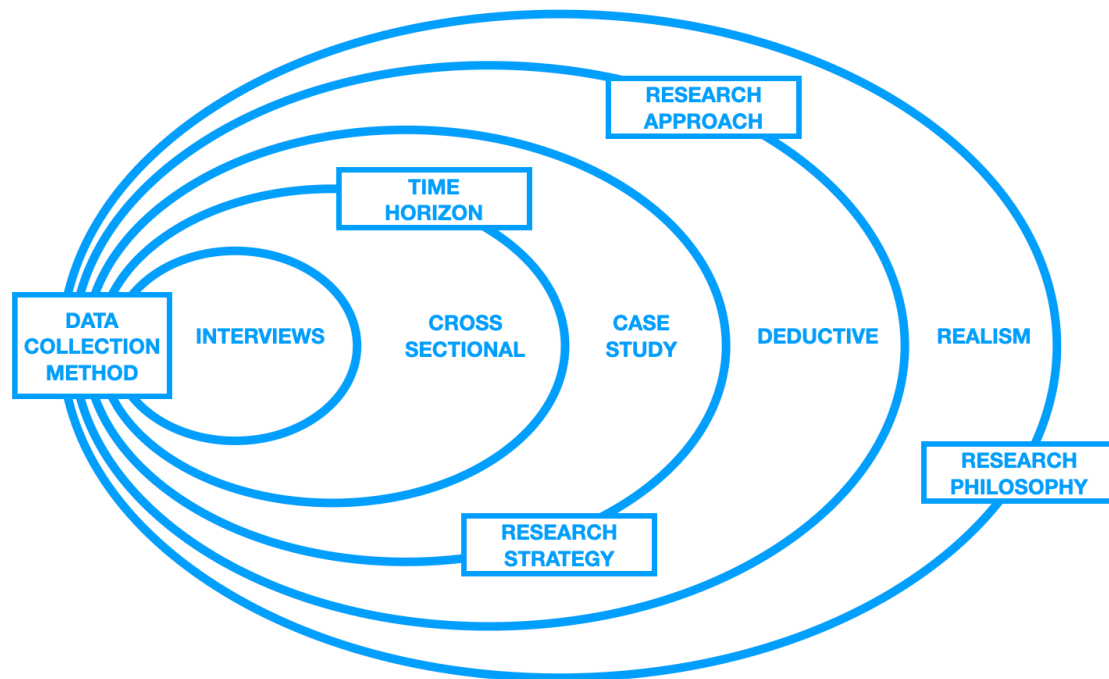 RESEARCH
APPROACH
TIME
HORIZON
DATA
COLLECTION
METHOD
INTERVIEWS
CROSS
SECTIONAL
CASE
STUDY
DEDUCTIVE
REALISM
RESEARCH
PHILOSOPHY
RESEARCH
STRATEGY